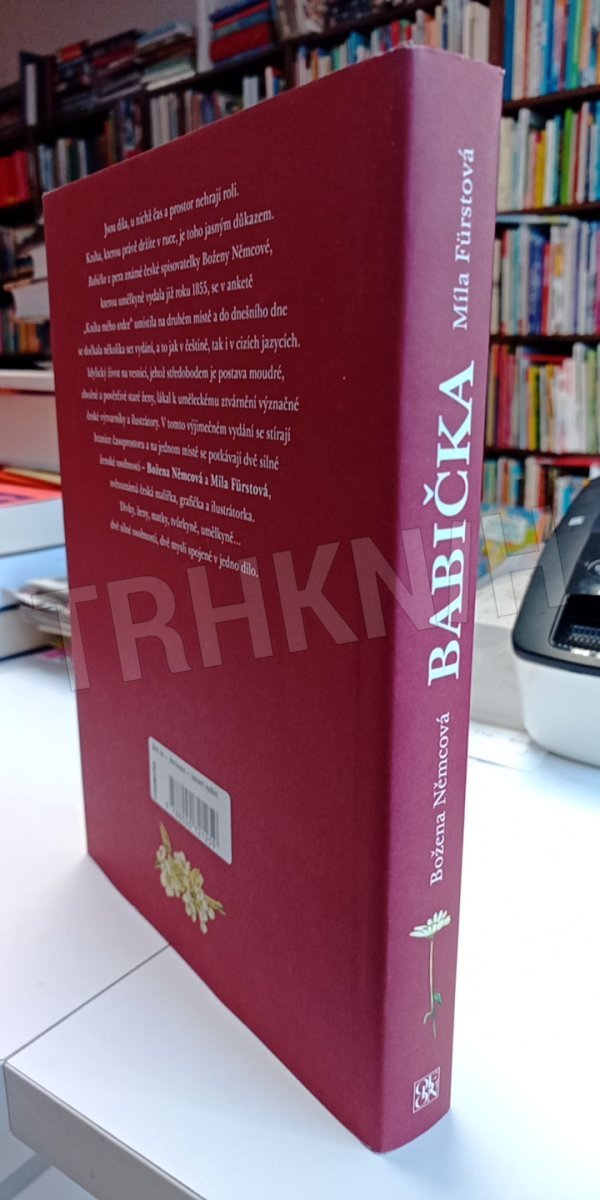 Jsou díla, u nichž čas a prostor nehrají roli.
Kniha, kterou právě držíte v ruce, je toho jasným důkazem.
Babička z pera známé české spisovatelky Boženy Němcové,
kterou umělkyně vydala již roku 1855, se v anketě
„Kniha mého srdce" umístila na druhém místě a do dnešního dne
se dočkala několika set vydání, a to jak v češtině, tak i v cizích jazycích.
Idylický život na vesnici, jehož středobodem je postava moudré,
zbožné a pověrčivé staré ženy, lákal k uměleckému ztvárnění význačné
české výtvarníky a ilustrátory. V tomto výjimečném vydání se stírají
hranice časoprostoru a na jednom místě se potkávají dvě silné
ženské osobnosti – Božena Němcová a Míla Fürstová,
světoznámá česká malířka, grafička a ilustrátorka.
Dívky, ženy, matky, tvůrkyně, umělkyně...
dvě silné osobnosti, dvě mysli spojené v jedno dílo.
Božena Němcová BABIČKA Míla Fürstová
TRHKNIH